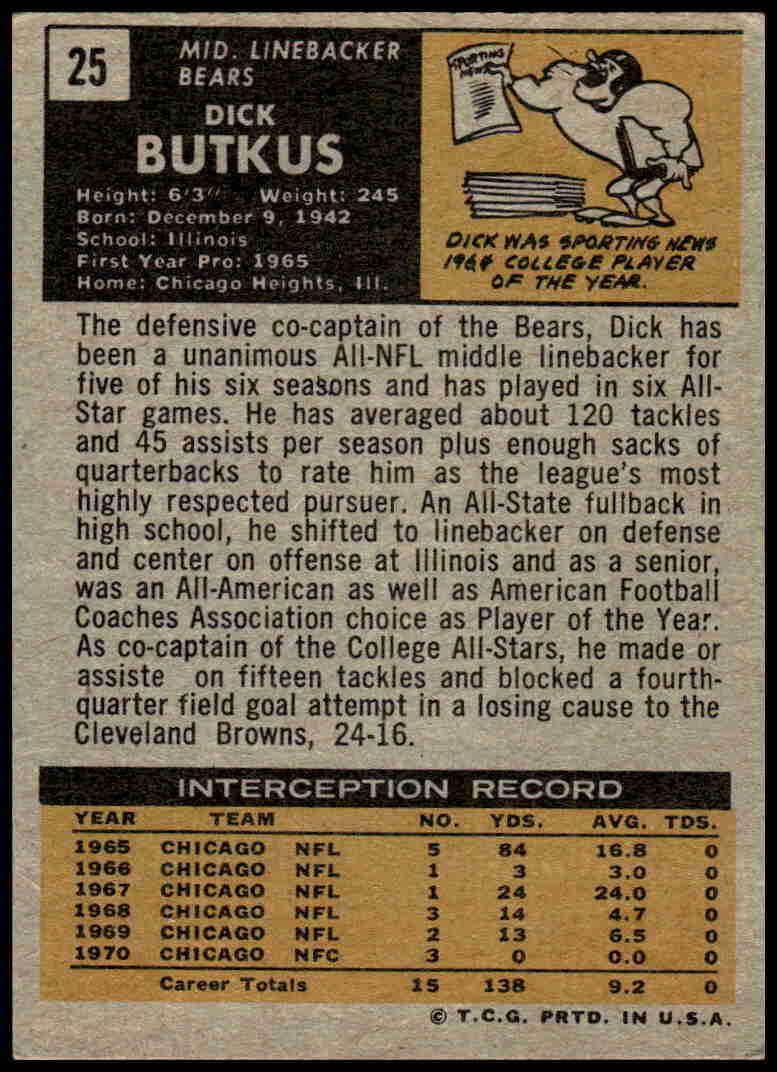 25
MID. LINEBACKER
BEARS
DICK
BUTKUS
Height: 6'3" Weight: 245
Born: December 9, 1942
School: Illinois
First Year Pro: 1965
Home: Chicago Heights, Ill.
SPORTING
NEWS
DICK WAS SPORTING NEWS
1964 COLLEGE PLAYER
OF THE YEAR.
The defensive co-captain of the Bears, Dick has
been a unanimous All-NFL middle linebacker for
five of his six seasons and has played in six All-
Star games. He has averaged about 120 tackles
and 45 assists per season plus enough sacks of
quarterbacks to rate him as the league's most
highly respected pursuer. An All-State fullback in
high school, he shifted to linebacker on defense
and center on offense at Illinois and as a senior,
was an All-American as well as American Football
Coaches Association choice as Player of the Year.
As co-captain of the College All-Stars, he made or
assiste on fifteen tackles and blocked a fourth-
quarter field goal attempt in a losing cause to the
Cleveland Browns, 24-16.
INTERCEPTION RECORD
YEAR TEAM NO. YDS. AVG. TDS.
1965 CHICAGO NFL 5 84 16.8 0
1966 CHICAGO NFL 1 3 3.0 0
1967 CHICAGO NFL 1 24 24.0 0
1968 CHICAGO NFL 3 14 4.7 0
1969 CHICAGO NFL 2 13 6.5 0
1970 CHICAGO NFC 3 0 0.0 0
Career Totals 15 138 9.2 0
© T.C.G. PRTD. IN U.S.A.